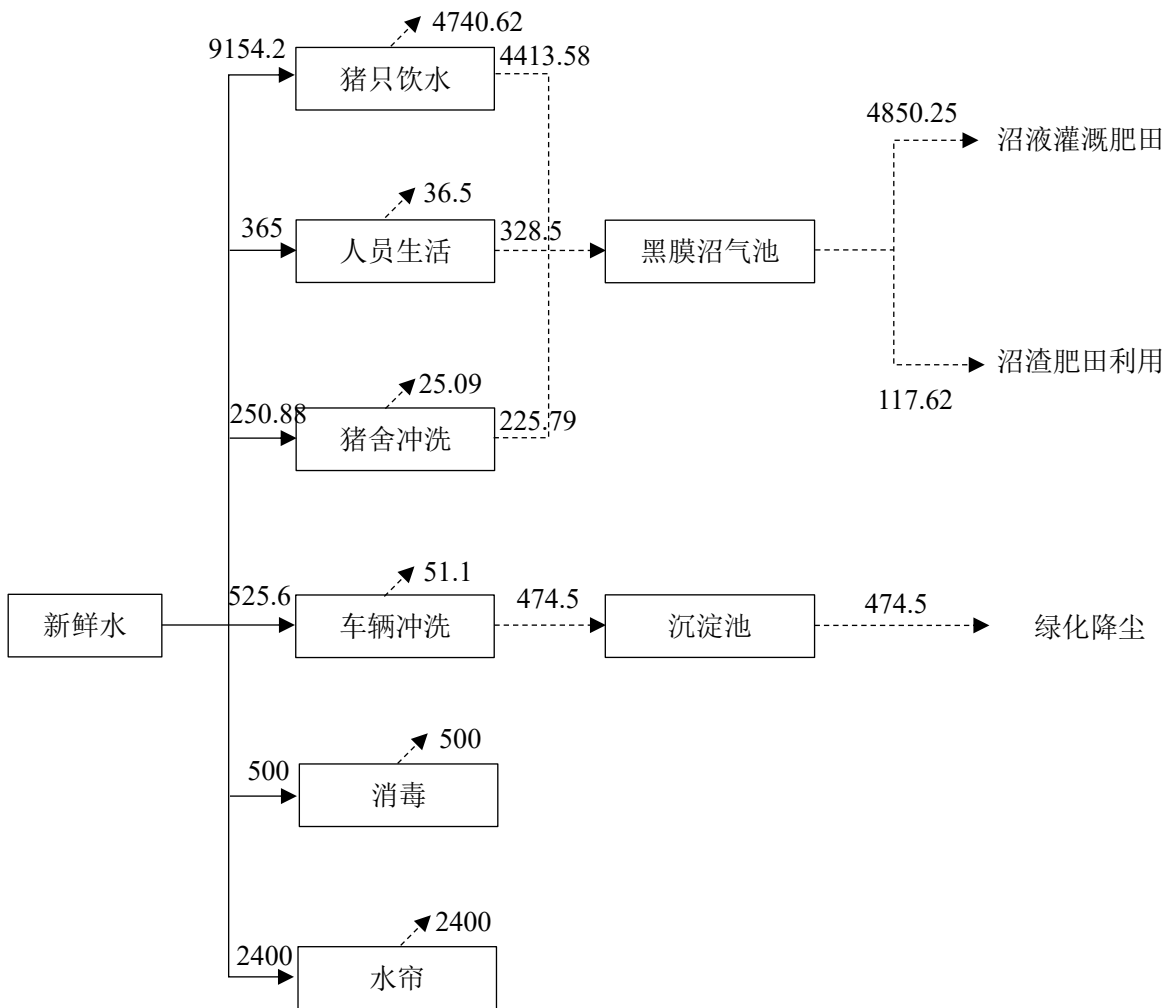 4740.62
9154.2
猪只饮水
4413.58
4850.25
沼液灌溉肥田
36.5
365
人员生活
328.5
黑膜沼气池
沼渣肥田利用
117.62
25.09
250.88
猪舍冲洗
225.79
51.1
新鲜水
525.6
车辆冲洗
474.5
沉淀池
474.5
绿化降尘
500
500
消毒
2400
2400
水帘